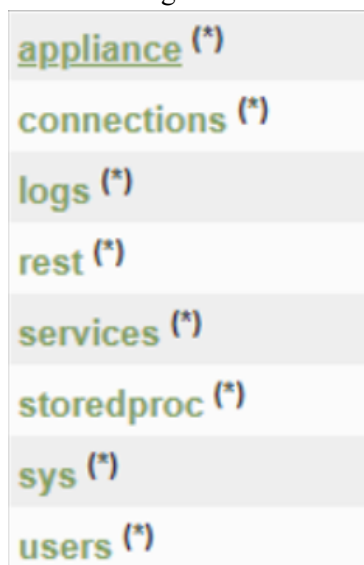 appliance (*)
connections (*)
logs (*)
rest (*)
services (*)
storedproc (*)
sys (*)
users (*)